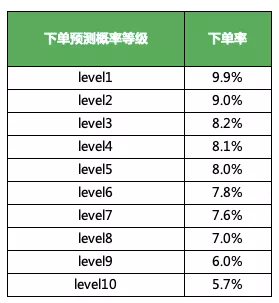 下单预测概率等级 下单率
level1 9.9%
level2 9.0%
level3 8.2%
level4 8.1%
level5 8.0%
level6 7.8%
level7 7.6%
level8 7.0%
level9 6.0%
level10 5.7%